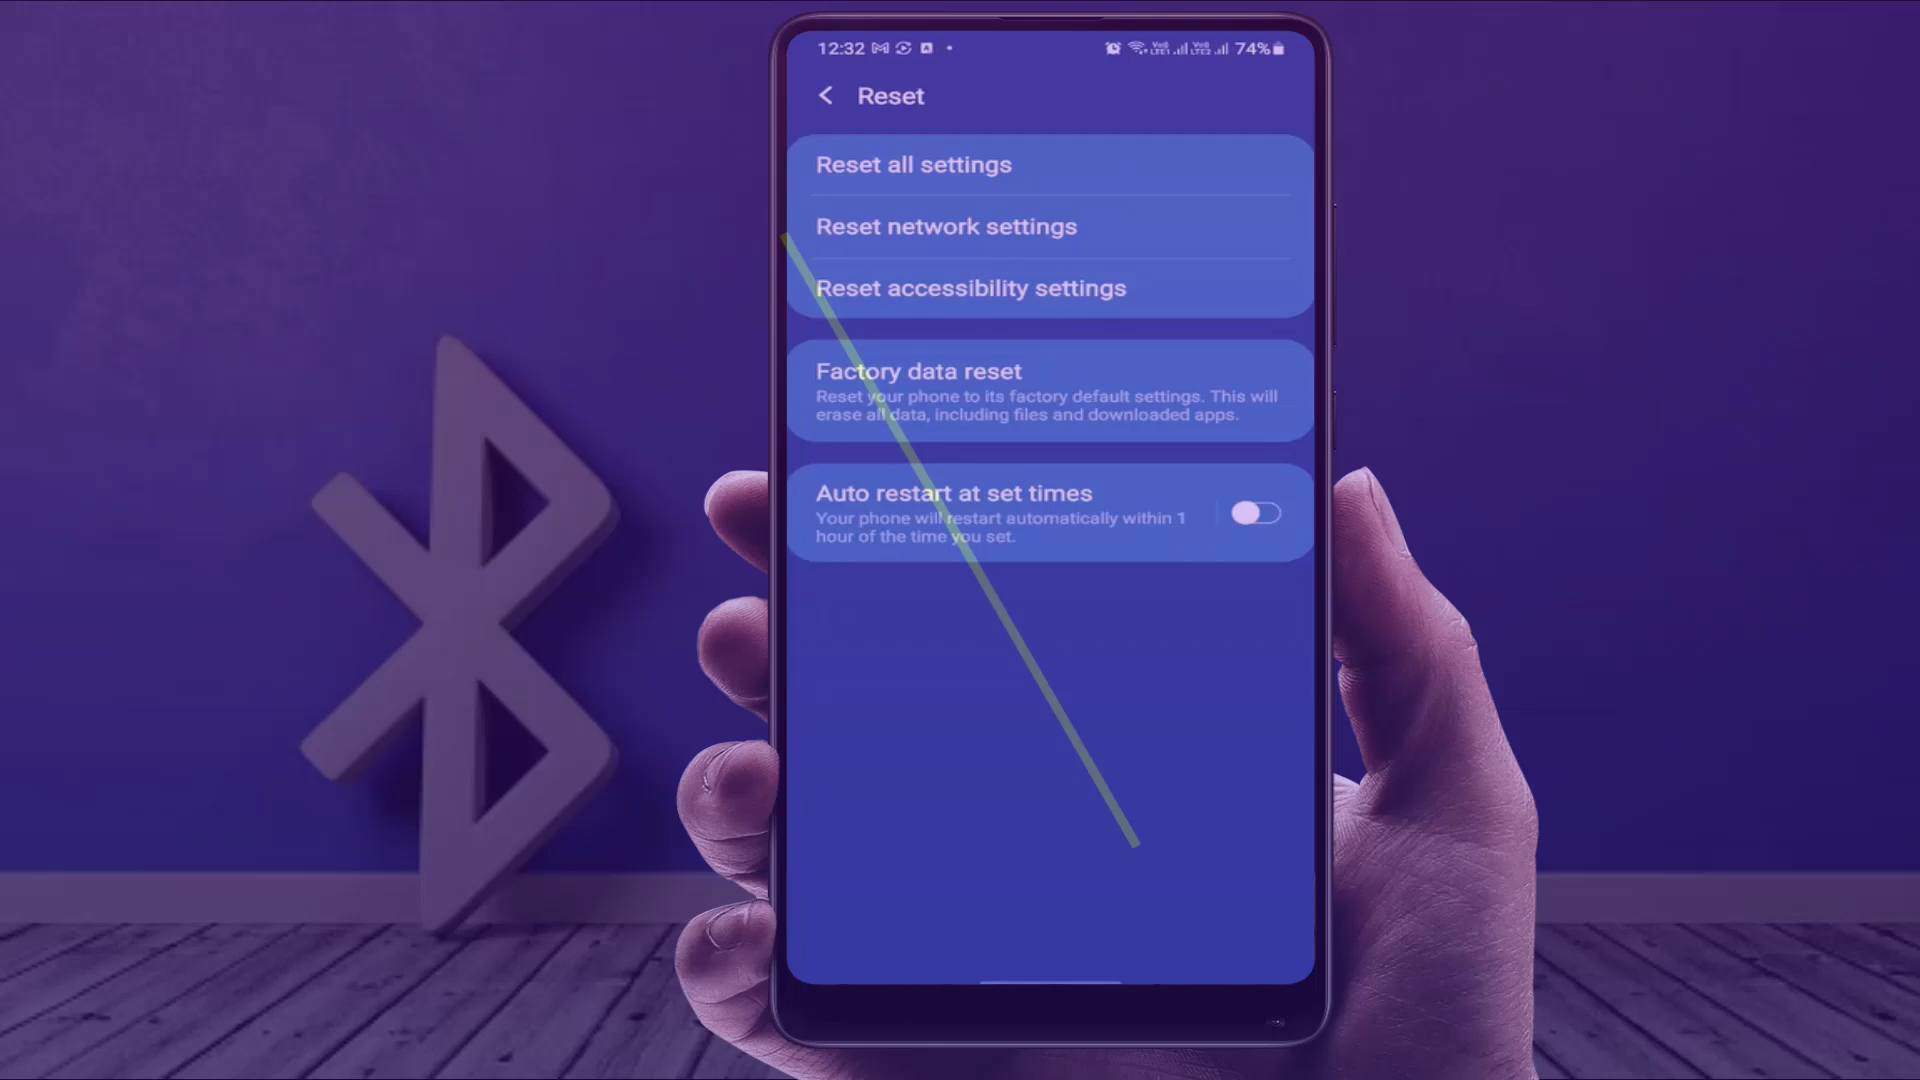 12:32
74%
Reset
Reset all settings
Reset network settings
Reset accessibility settings
Factory data reset
Reset your phone to its factory default settings. This will
erase all data, including files and downloaded apps.
Auto restart at set times
Your phone will restart automatically within 1
hour of the time you set.